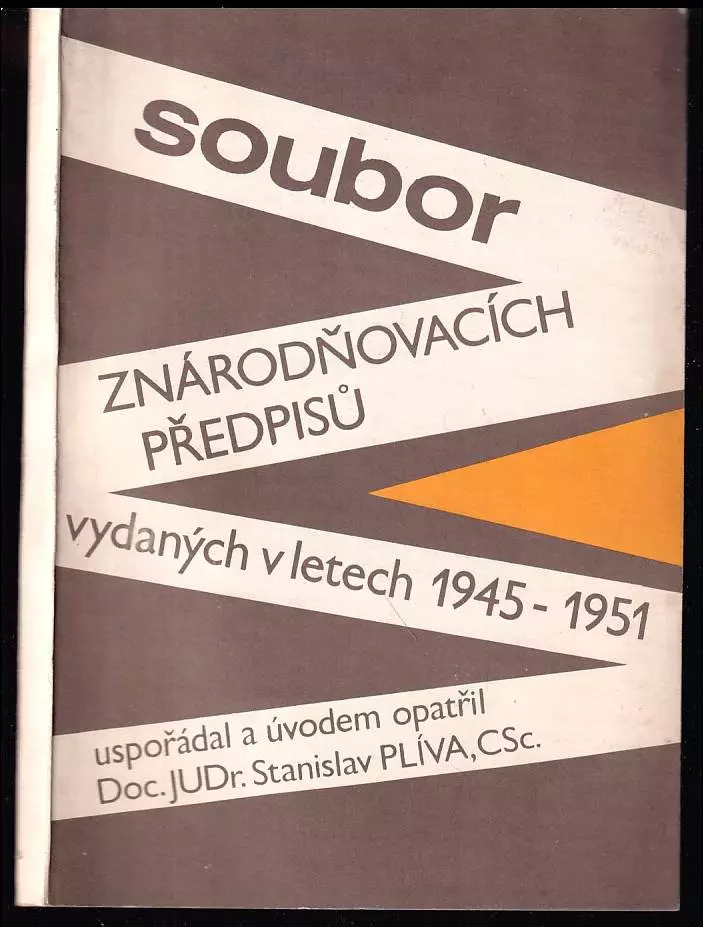 soubor
ZNÁRODŇOVACÍCH
PŘEDPISŮ
vydaných v letech 1945-1951
uspořádal a úvodem opatřil
Doc. JUDr. Stanislav PLÍVA, CSc.